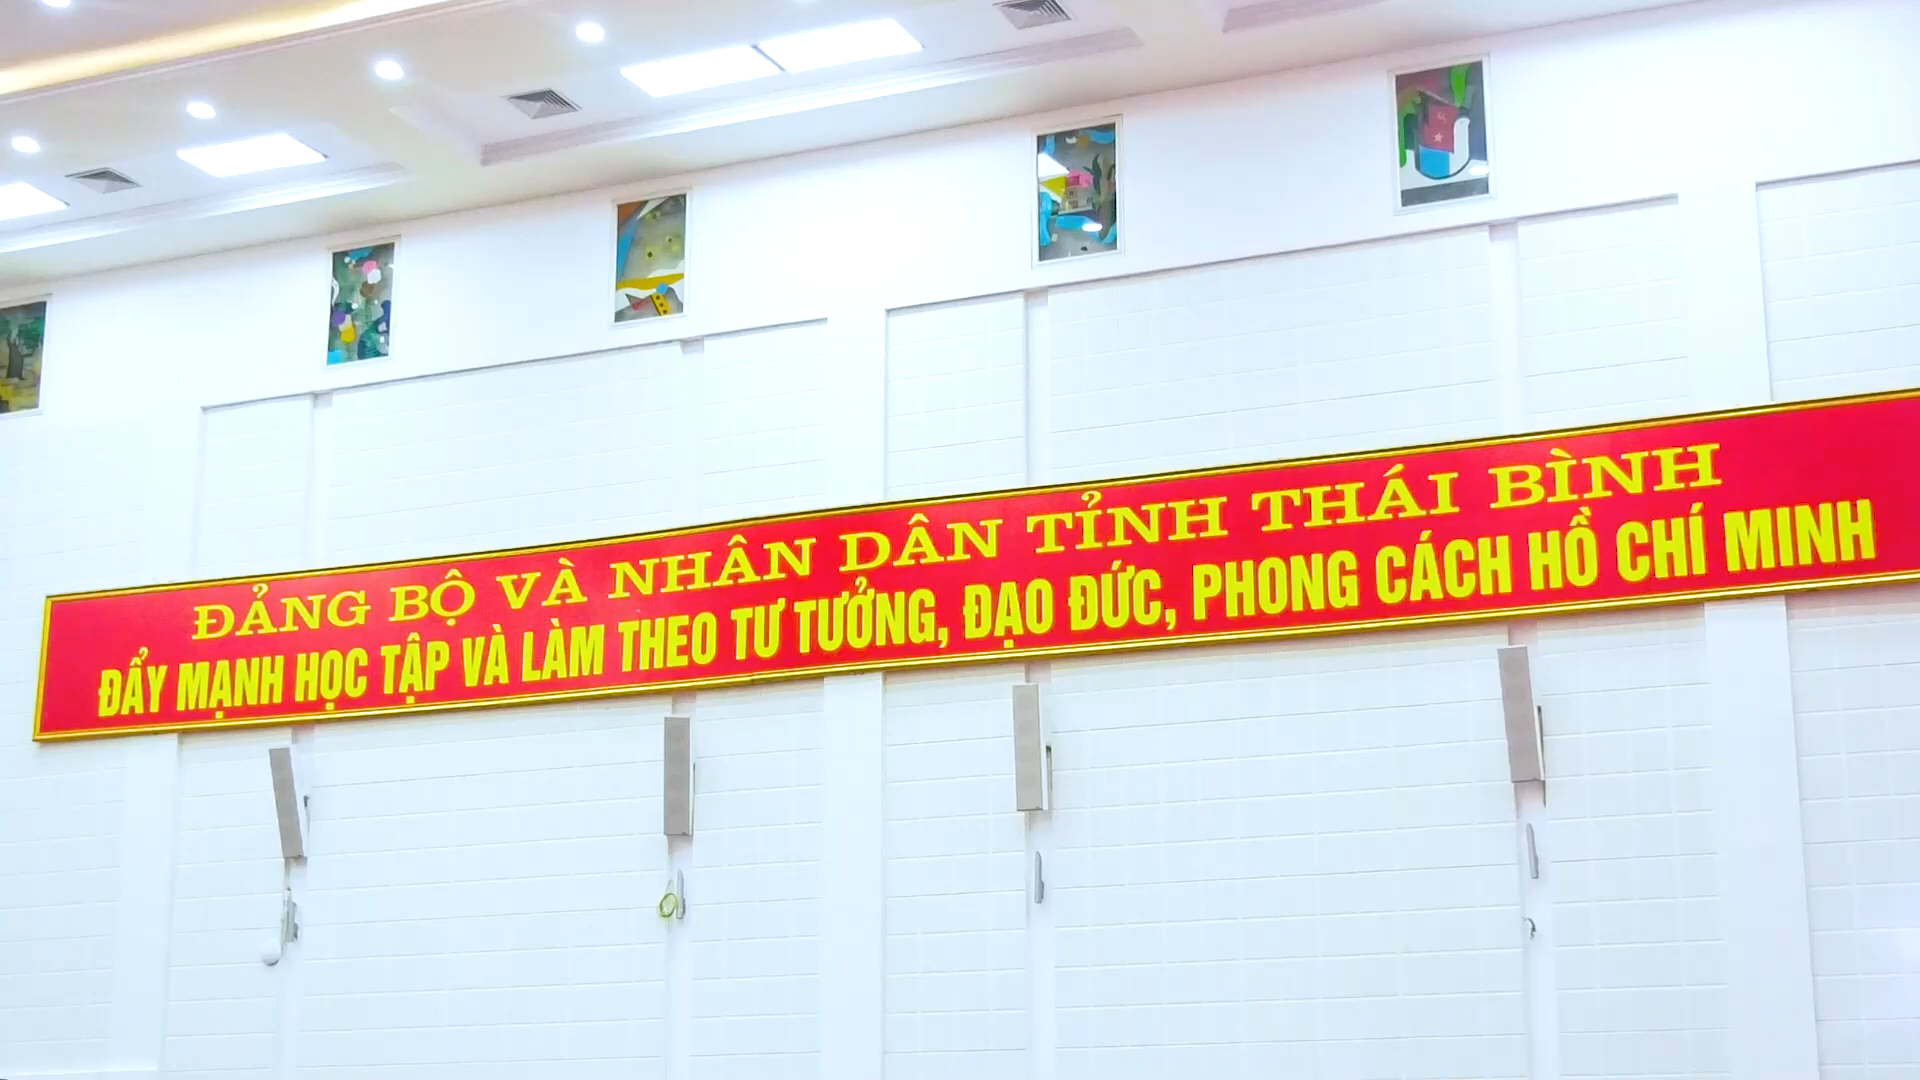 ĐẢNG BỘ VÀ NHÂN DÂN TỈNH THÁI BÌNH
ĐẨY MẠNH HỌC TẬP VÀ LÀM THEO TƯ TƯỞNG, ĐẠO ĐỨC, PHONG CÁCH HỒ CHÍ MINH